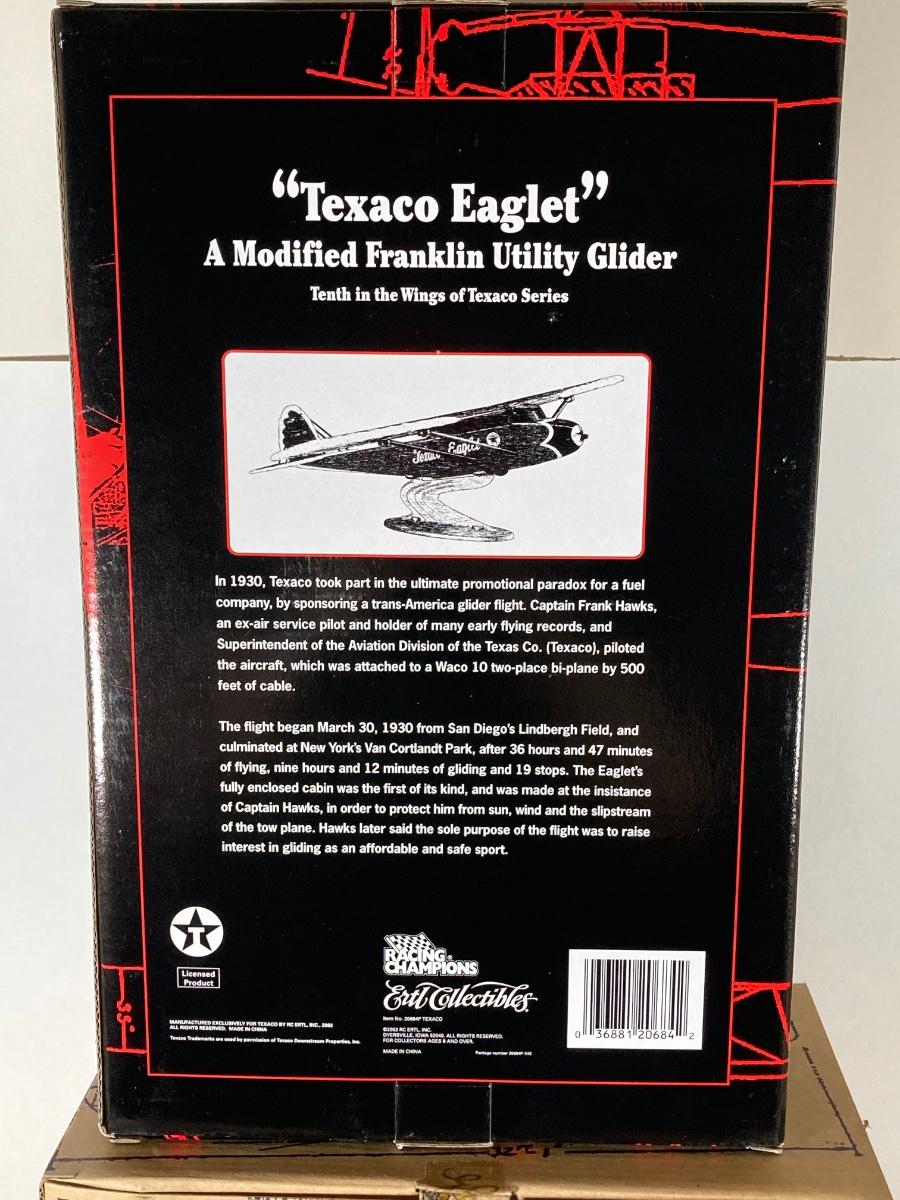 “Texaco Eaglet”
A Modified Franklin Utility Glider
Tenth in the Wings of Texaco Series
Texaco Eaglet
In 1930, Texaco took part in the ultimate promotional paradox for a fuel
company, by sponsoring a trans-America glider flight. Captain Frank Hawks,
an ex-air service pilot and holder of many early flying records, and
Superintendent of the Aviation Division of the Texas Co. (Texaco), piloted
the aircraft, which was attached to a Waco 10 two-place bi-plane by 500
feet of cable.
The flight began March 30, 1930 from San Diego's Lindbergh Field, and
culminated at New York's Van Cortlandt Park, after 36 hours and 47 minutes
of flying, nine hours and 12 minutes of gliding and 19 stops. The Eaglet's
fully enclosed cabin was the first of its kind, and was made at the insistance
of Captain Hawks, in order to protect him from sun, wind and the slipstream
of the tow plane. Hawks later said the sole purpose of the flight was to raise
interest in gliding as an affordable and safe sport.
T
Licensed
Product
MANUFACTURED EXCLUSIVELY FOR TEXACO BY RC ERTL, INC., 2002
ALL RIGHTS RESERVED. MADE IN CHINA
Texaco Trademarks are used by permission of Texaco Downstream Properties, Inc.
RACING
CHAMPIONS
Ertl Collectibles
Item No. 20684P TEXACO
©2002 RC ERTL, INC.
DYERSVILLE, IOWA 52040. ALL RIGHTS RESERVED.
FOR COLLECTORS AGES 8 AND OVER.
MADE IN CHINA
Package number 20684P-1H2
0 36881 20684 2